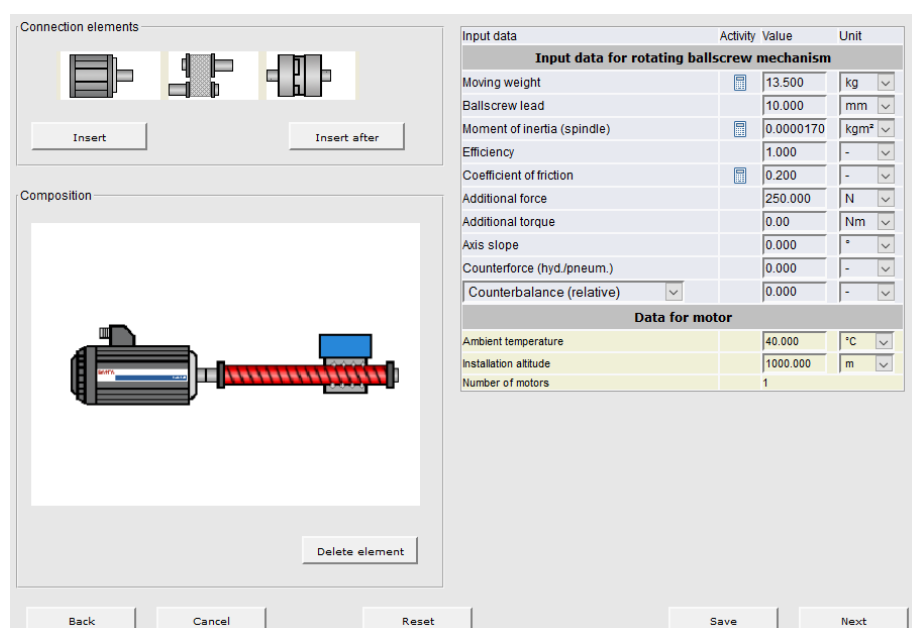 Connection elements
Insert
Insert after
Composition
Delete element
Input data Activity Value Unit
Input data for rotating ballscrew mechanism
Moving weight 13.500 kg
Ballscrew lead 10.000 mm
Moment of inertia (spindle) 0.0000170 kgm²
Efficiency 1.000 -
Coefficient of friction 0.200 -
Additional force 250.000 N
Additional torque 0.00 Nm
Axis slope 0.000 °
Counterforce (hyd./pneum.) 0.000 -
Counterbalance (relative) 0.000 -
Data for motor
Ambient temperature 40.000 °C
Installation altitude 1000.000 m
Number of motors 1
Back Cancel Reset Save Next